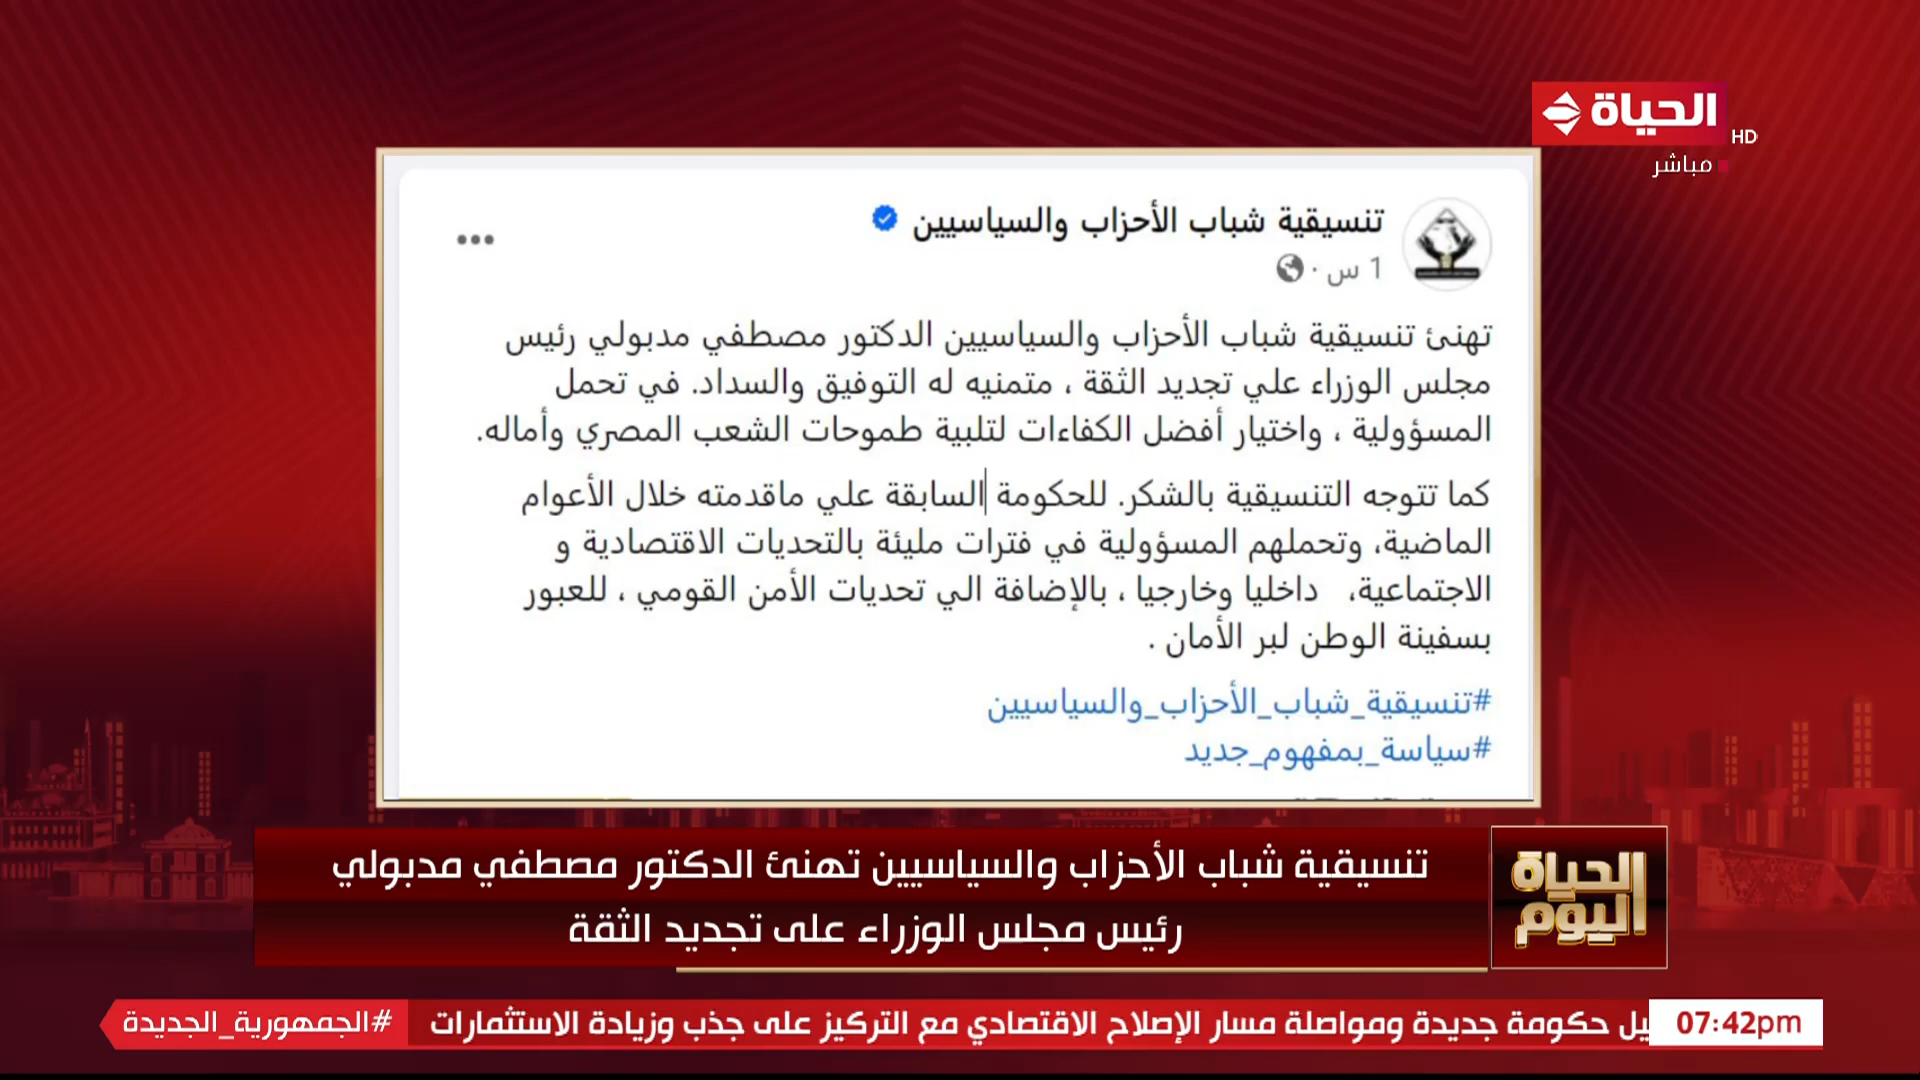 الحياة
HD
مباشر
تنسيقية شباب الأحزاب والسياسيين
1 س ·
تهنئ تنسيقية شباب الأحزاب والسياسيين الدكتور مصطفي مدبولي رئيس
مجلس الوزراء علي تجديد الثقة ، متمنيه له التوفيق والسداد. في تحمل
المسؤولية ، واختيار أفضل الكفاءات لتلبية طموحات الشعب المصري وأماله.
كما تتوجه التنسيقية بالشكر. للحكومة السابقة علي ماقدمته خلال الأعوام
الماضية، وتحملهم المسؤولية في فترات مليئة بالتحديات الاقتصادية و
الاجتماعية، داخليا وخارجيا ، بالإضافة الي تحديات الأمن القومي ، للعبور
بسفينة الوطن لبر الأمان .
#تنسيقية_شباب_الأحزاب_والسياسيين
#سياسة_بمفهوم_جديد
تنسيقية شباب الأحزاب والسياسيين تهنئ الدكتور مصطفي مدبولي
رئيس مجلس الوزراء على تجديد الثقة
الحياة
اليوم
07:42pm
يل حكومة جديدة ومواصلة مسار الإصلاح الاقتصادي مع التركيز على جذب وزيادة الاستثمارات
#الجمهورية_الجديدة